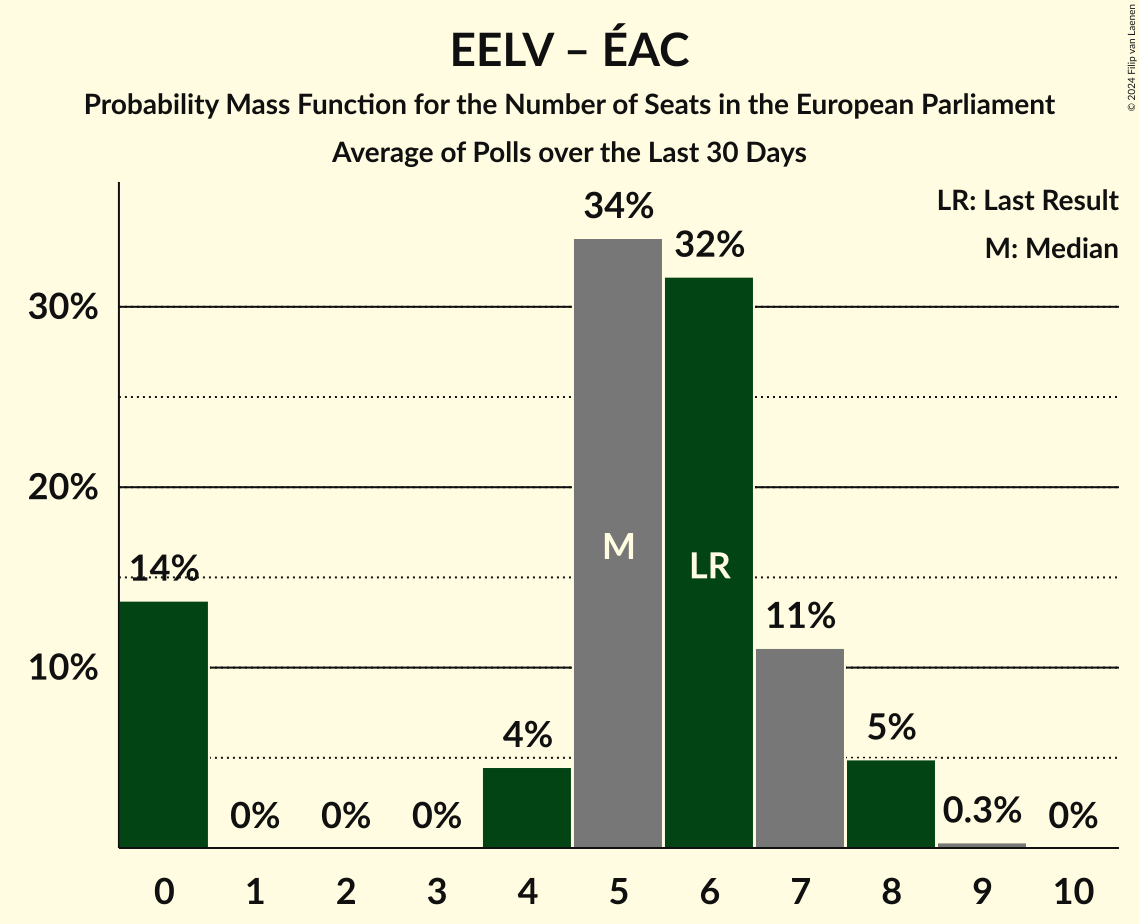 EELV – ÉAC
Probability Mass Function for the Number of Seats in the European Parliament
Average of Polls over the Last 30 Days
© 2024 Filip van Laenen
LR: Last Result
M: Median
30%
20%
10%
14%
0%
0%
0%
4%
34%
32%
11%
5%
0.3%
0%
M
LR
0 1 2 3 4 5 6 7 8 9 10